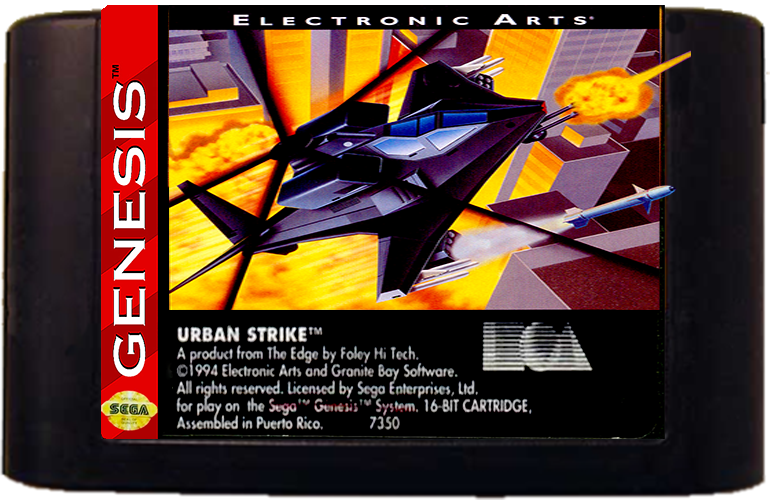 ELECTRONIC ARTS®
GENESIS™
SEGA
URBAN STRIKE™
A product from The Edge by Foley Hi Tech.
©1994 Electronic Arts and Granite Bay Software.
All rights reserved. Licensed by Sega Enterprises, Ltd.
for play on the Sega™ Genesis™ System. 16-BIT CARTRIDGE,
Assembled in Puerto Rico. 7350
EA